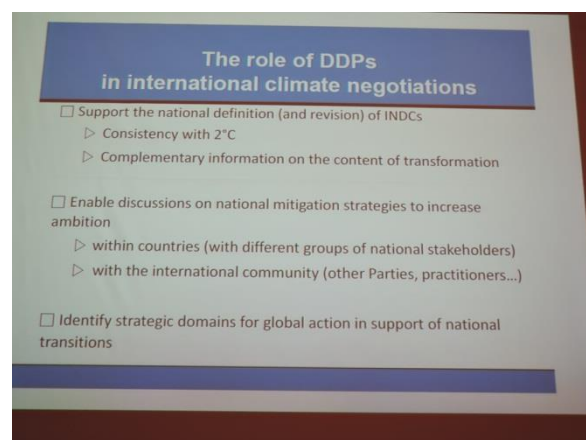 The role of DDPs
in international climate negotiations
□ Support the national definition (and revision) of INDCs
▷ Consistency with 2°C
▷ Complementary information on the content of transformation
□ Enable discussions on national mitigation strategies to increase
ambition
▷ within countries (with different groups of national stakeholders)
▷ with the international community (other Parties, practitioners...)
□ Identify strategic domains for global action in support of national
transitions